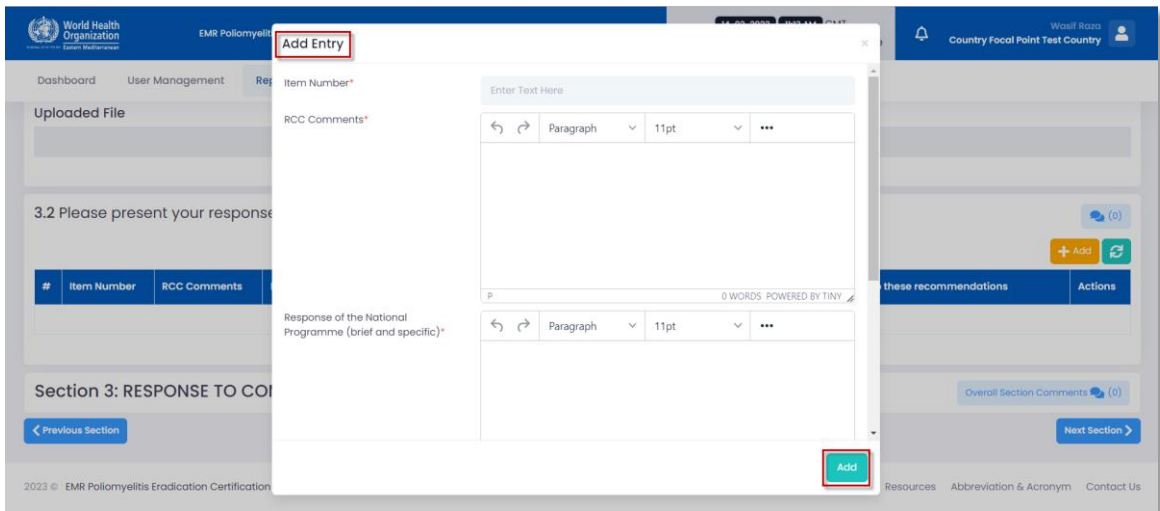 World Health
Organization
Eastern Mediterranean
EMR Poliomyelit
GMT
Wasif Raza
Country Focal Point Test Country
Dashboard User Management Rep
Uploaded File
3.2 Please present your response
(0)
+ Add
# Item Number RCC Comments these recommendations Actions
Section 3: RESPONSE TO CO
Overall Section Comments (0)
Previous Section
Next Section
2023 © EMR Poliomyelitis Eradication Certification
Resources Abbreviation & Acronym Contact Us
Add Entry
×
Item Number*
Enter Text Here
RCC Comments*
Paragraph 11pt
P 0 WORDS POWERED BY TINY
Response of the National
Programme (brief and specific)*
Paragraph 11pt
Add